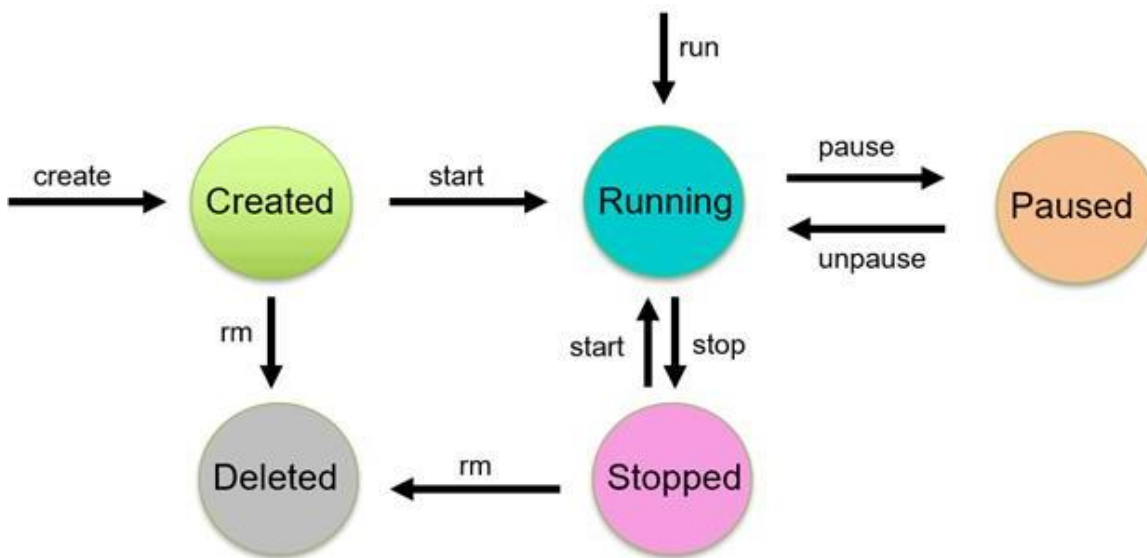 run
create
Created
start
Running
pause
unpause
Paused
rm
start
stop
Deleted
rm
Stopped